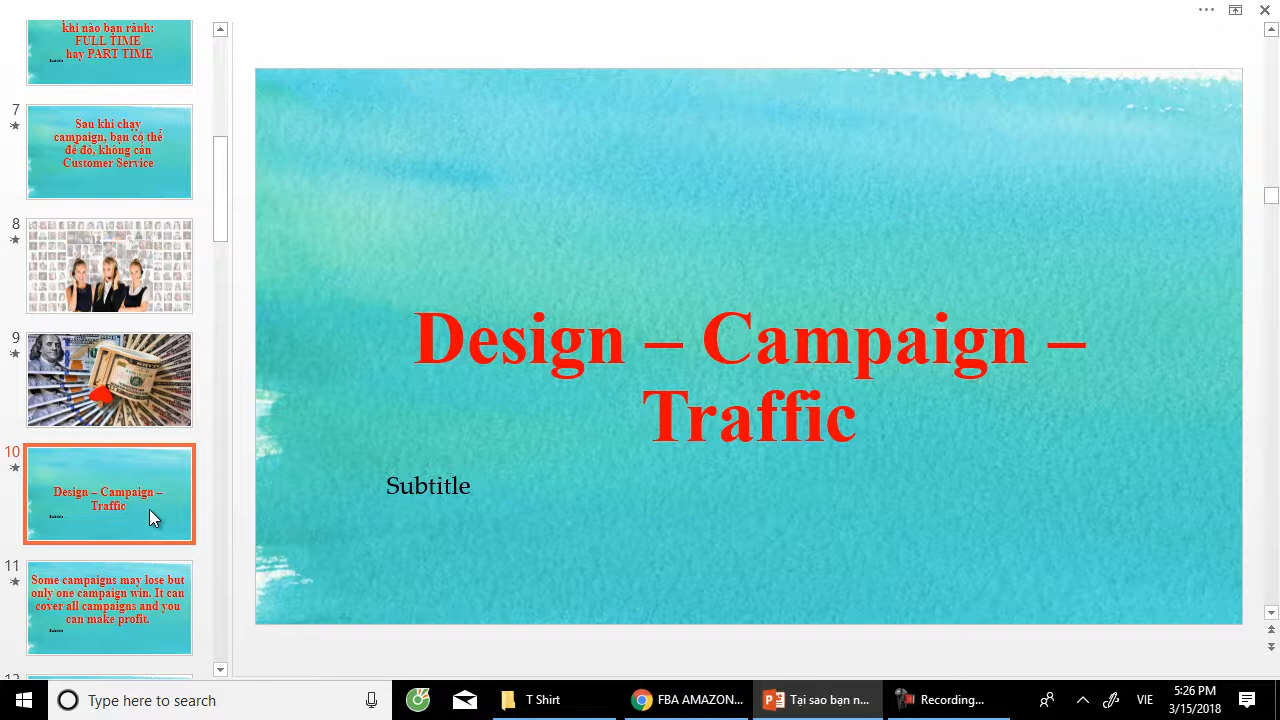 khi nào bạn rảnh:
FULL TIME
hay PART TIME
Subtitle
7
Sau khi chạy
campaign, bạn có thể
để đó, không cần
Customer Service
8
9
10
Design – Campaign –
Traffic
Subtitle
11
Some campaigns may lose but
only one campaign win. It can
cover all campaigns and you
can make profit.
Subtitle
Design – Campaign –
Traffic
Subtitle
Type here to search
T Shirt
FBA AMAZON...
Tại sao bạn n...
Recording...
VIE
5:26 PM
3/15/2018